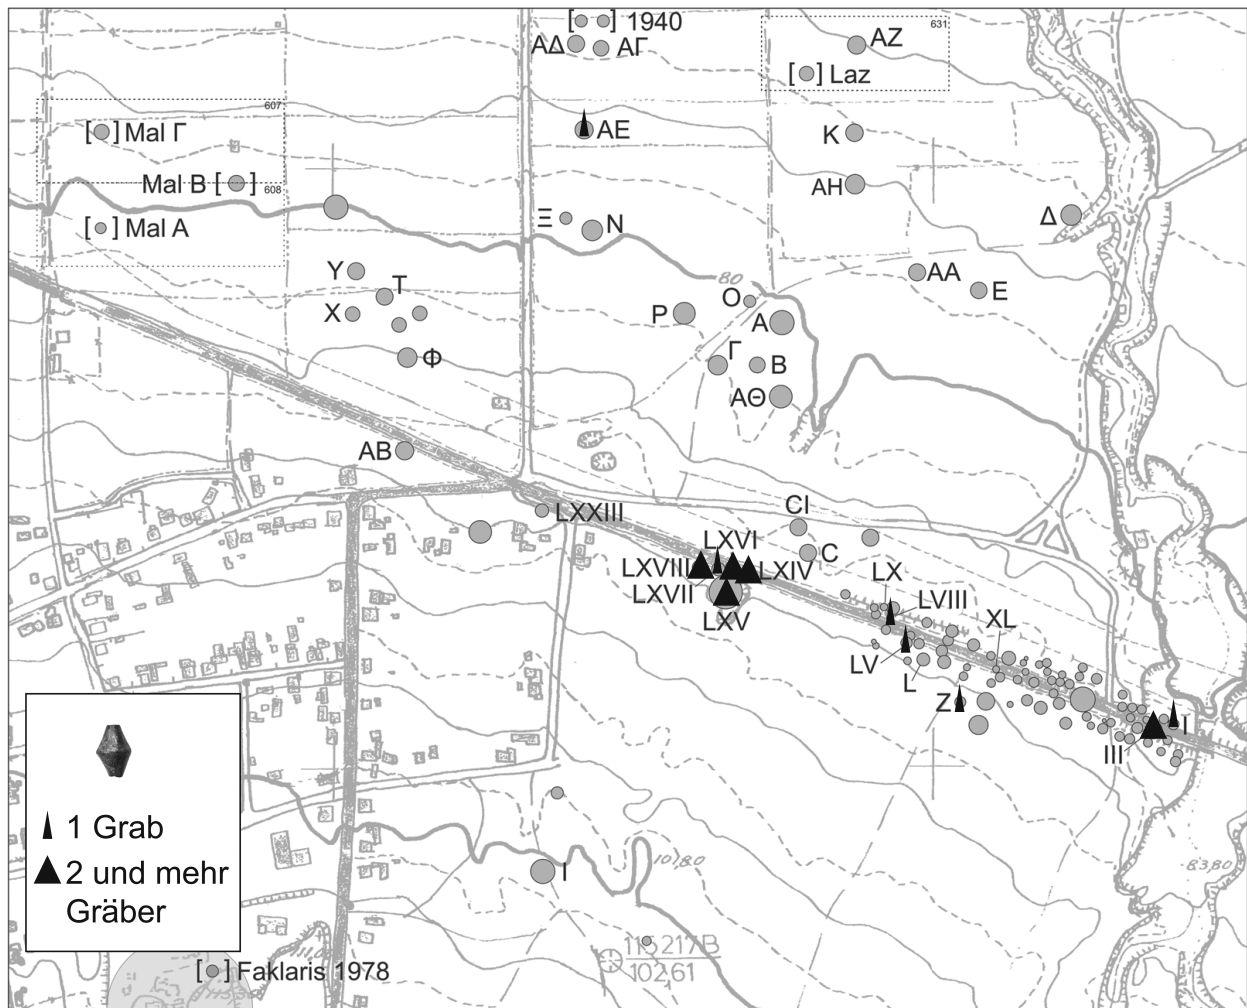 [ ] 1940
ΑΔ ΑΓ
631
ΑΖ
[ ] Laz
607
[ ] Mal Γ
ΑΕ
Κ
Mal B [ ]
608
ΑΗ
[ ] Mal A
Ξ Ν
Δ
Υ
Τ
Χ
80
ΑΑ
Ε
Ρ
Ο
Α
Φ
Γ
Β
ΑΘ
ΑΒ
LXXIII
CI
C
LXVI
LXVIII
LXIV
LXVII
LXV
LX
LVIII
XL
LV
L
Ζ
I
III
1 Grab
2 und mehr
Gräber
I
83,80
115217B
10261
[ ] Faklaris 1978